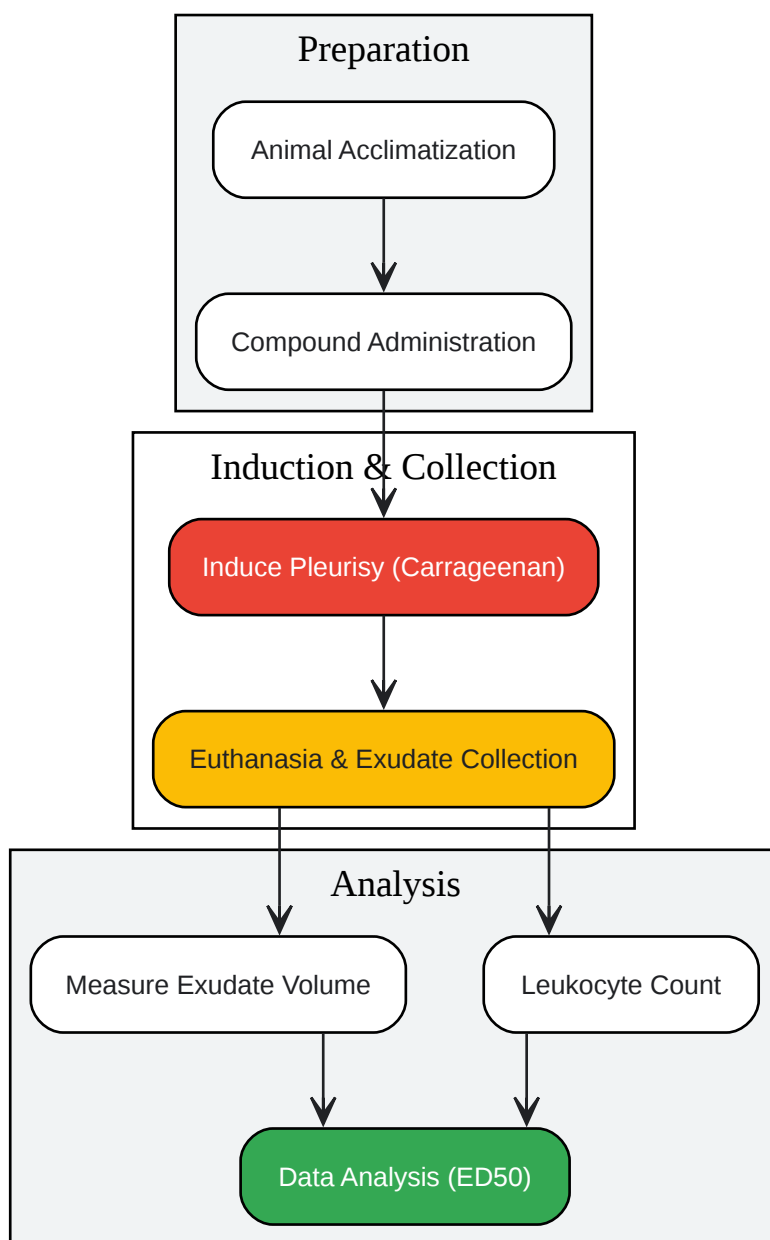 Preparation
Animal Acclimatization
Compound Administration
Induction & Collection
Induce Pleurisy (Carrageenan)
Euthanasia & Exudate Collection
Analysis
Measure Exudate Volume
Leukocyte Count
Data Analysis (ED50)